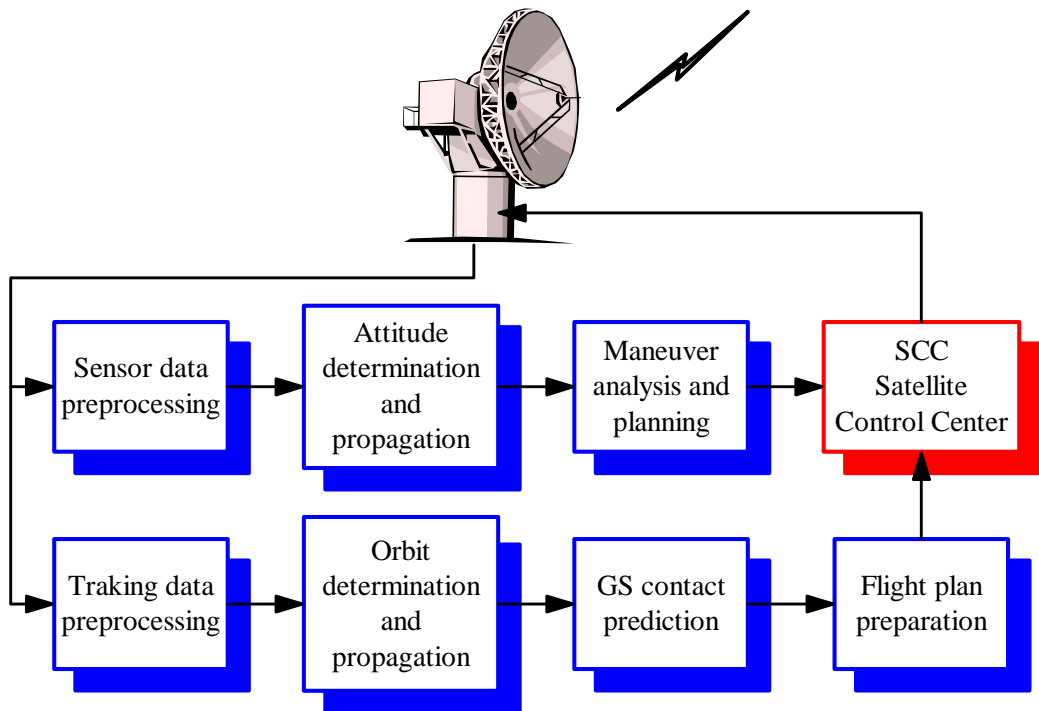 Sensor data
preprocessing
Attitude
determination
and
propagation
Maneuver
analysis and
planning
SCC
Satellite
Control Center
Traking data
preprocessing
Orbit
determination
and
propagation
GS contact
prediction
Flight plan
preparation